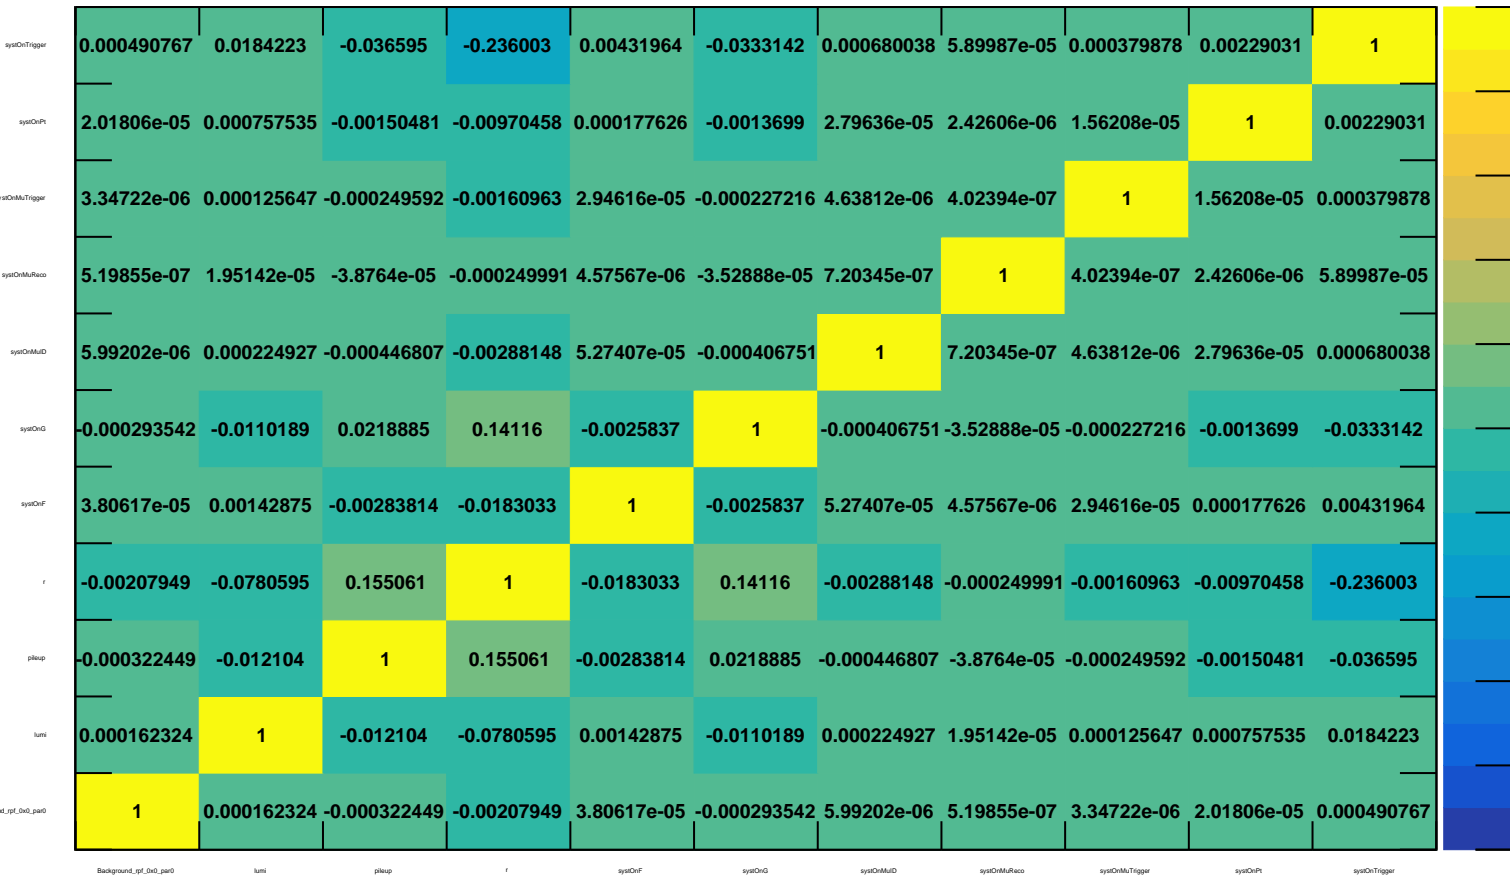 systOnTrigger 0.000490767 0.0184223 -0.036595 -0.236003 0.00431964 -0.0333142 0.000680038 5.89987e-05 0.000379878 0.00229031 1
systOnPt 2.01806e-05 0.000757535 -0.00150481 -0.00970458 0.000177626 -0.0013699 2.79636e-05 2.42606e-06 1.56208e-05 1 0.00229031
stOnMuTrigger 3.34722e-06 0.000125647 -0.000249592 -0.00160963 2.94616e-05 -0.000227216 4.63812e-06 4.02394e-07 1 1.56208e-05 0.000379878
systOnMuReco 5.19855e-07 1.95142e-05 -3.8764e-05 -0.000249991 4.57567e-06 -3.52888e-05 7.20345e-07 1 4.02394e-07 2.42606e-06 5.89987e-05
systOnMuID 5.99202e-06 0.000224927 -0.000446807 -0.00288148 5.27407e-05 -0.000406751 1 7.20345e-07 4.63812e-06 2.79636e-05 0.000680038
systOnG -0.000293542 -0.0110189 0.0218885 0.14116 -0.0025837 1 -0.000406751 -3.52888e-05 -0.000227216 -0.0013699 -0.0333142
systOnF 3.80617e-05 0.00142875 -0.00283814 -0.0183033 1 -0.0025837 5.27407e-05 4.57567e-06 2.94616e-05 0.000177626 0.00431964
r -0.00207949 -0.0780595 0.155061 1 -0.0183033 0.14116 -0.00288148 -0.000249991 -0.00160963 -0.00970458 -0.236003
pileup -0.000322449 -0.012104 1 0.155061 -0.00283814 0.0218885 -0.000446807 -3.8764e-05 -0.000249592 -0.00150481 -0.036595
lumi 0.000162324 1 -0.012104 -0.0780595 0.00142875 -0.0110189 0.000224927 1.95142e-05 0.000125647 0.000757535 0.0184223
d_rpf_0x0_par0 1 0.000162324 -0.000322449 -0.00207949 3.80617e-05 -0.000293542 5.99202e-06 5.19855e-07 3.34722e-06 2.01806e-05 0.000490767
Background_rpf_0x0_par0 lumi pileup r systOnF systOnG systOnMuID systOnMuReco systOnMuTrigger systOnPt systOnTrigger